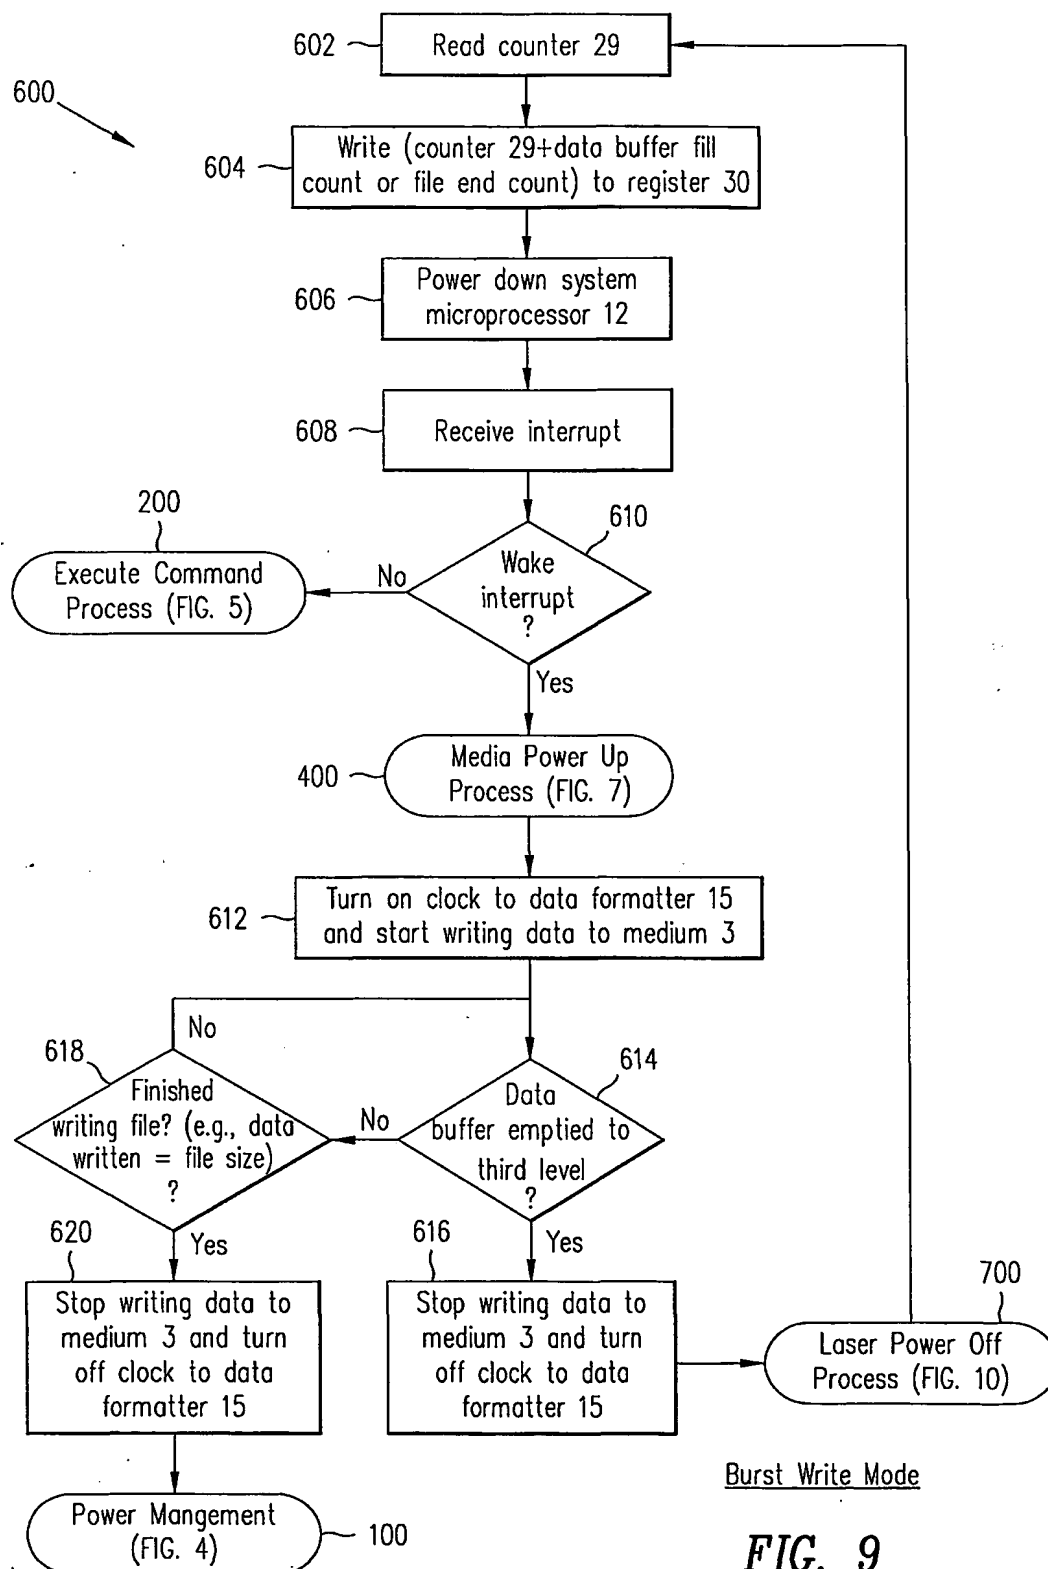 602
Read counter 29
600
604
Write (counter 29+data buffer fill
count or file end count) to register 30
606
Power down system
microprocessor 12
608
Receive interrupt
200
610
Execute Command
Process (FIG. 5)
No
Wake
interrupt
?
Yes
400
Media Power Up
Process (FIG. 7)
612
Turn on clock to data formatter 15
and start writing data to medium 3
No
618
614
Finished
writing file? (e.g., data
written = file size)
?
No
Data
buffer emptied to
third level
?
620
Yes
616
Yes
700
Stop writing data to
medium 3 and turn
off clock to data
formatter 15
Stop writing data to
medium 3 and turn
off clock to data
formatter 15
Laser Power Off
Process (FIG. 10)
Power Mangement
(FIG. 4)
100
Burst Write Mode
FIG. 9